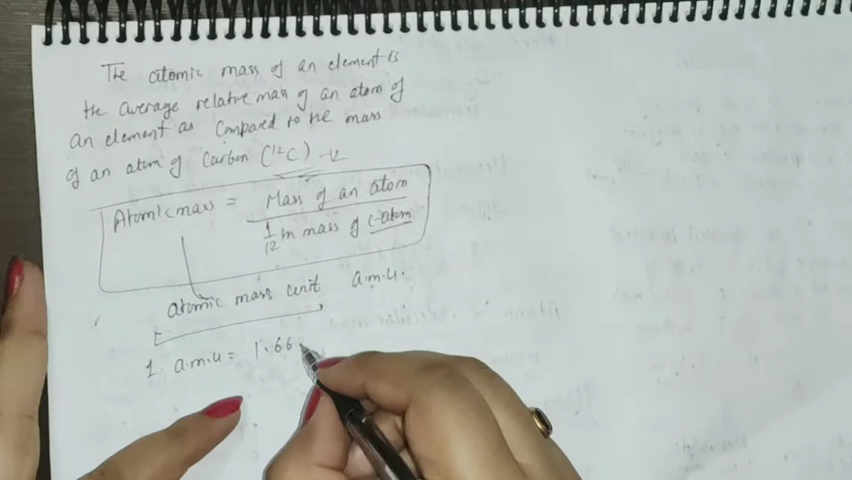 The atomic mass of an element is
the average relative mass of an atom of
an element as compared to the mass
of an atom of Carbon (¹²C) -12
Atomic mass = Mass of an atom
1/12 th mass of C-atom
atomic mass unit a.m.u.
1 a.m.u = 1.66